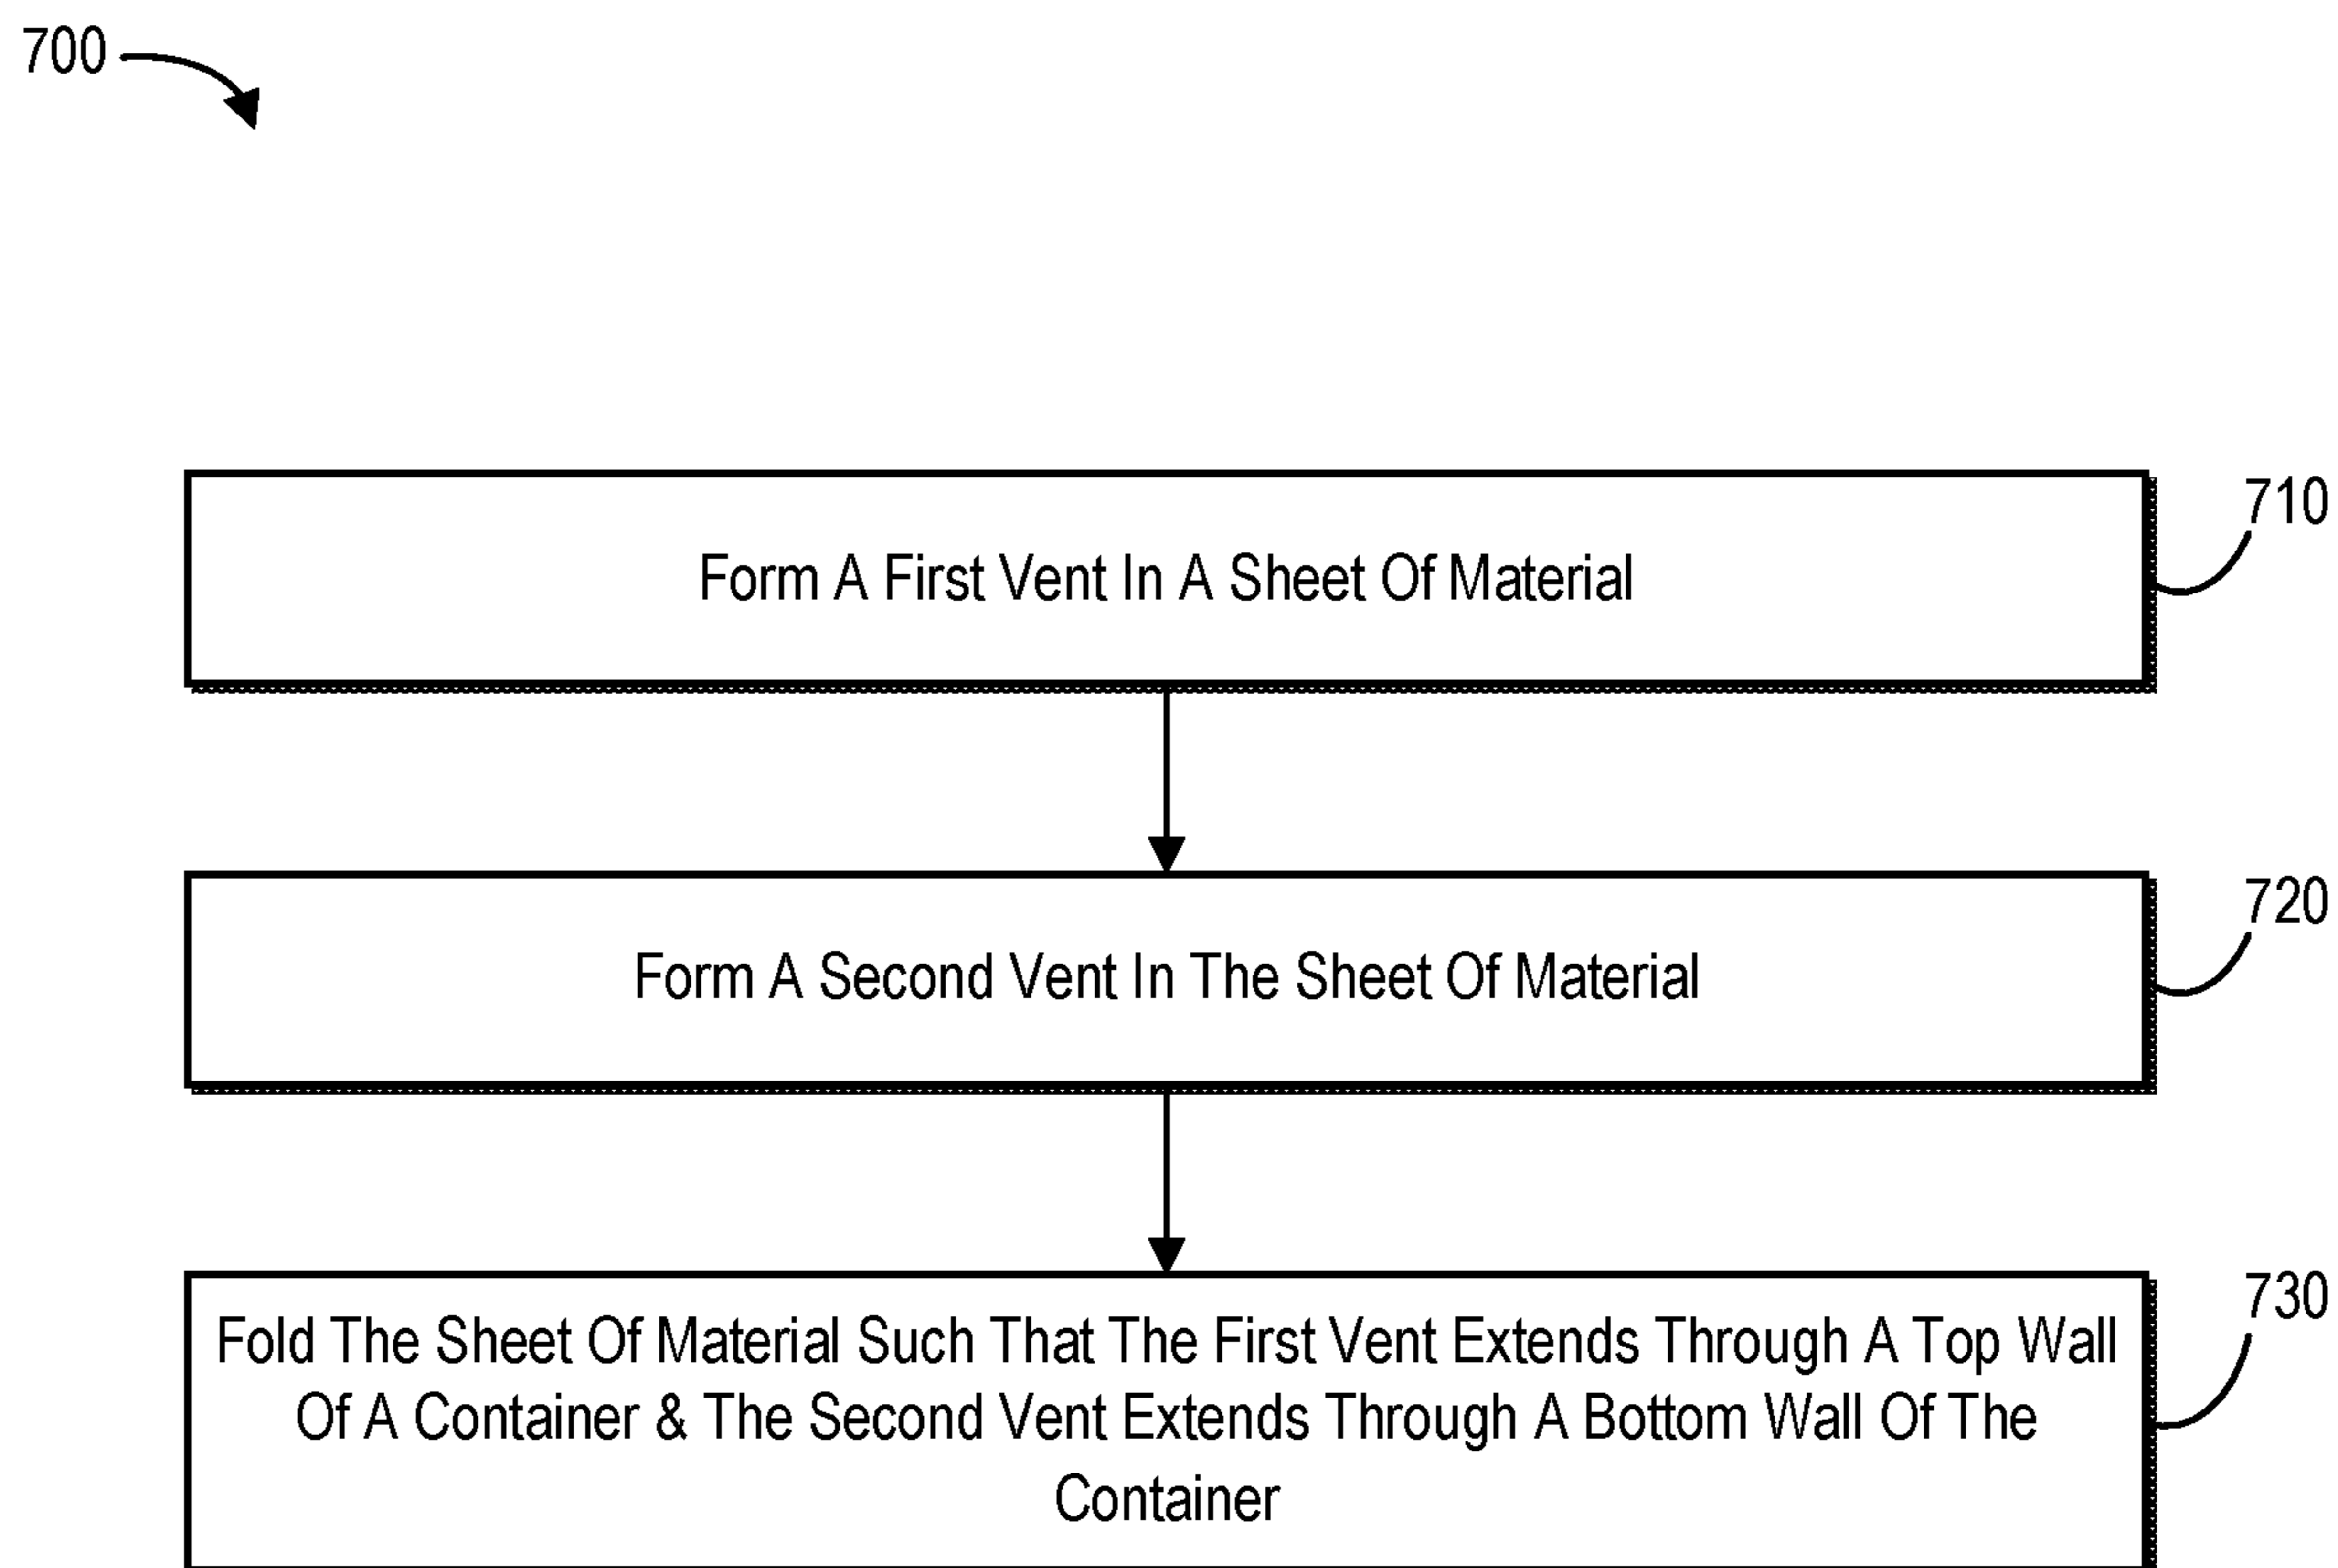 700
710
Form A First Vent In A Sheet Of Material
720
Form A Second Vent In The Sheet Of Material
730
Fold The Sheet Of Material Such That The First Vent Extends Through A Top Wall
Of A Container & The Second Vent Extends Through A Bottom Wall Of The
Container